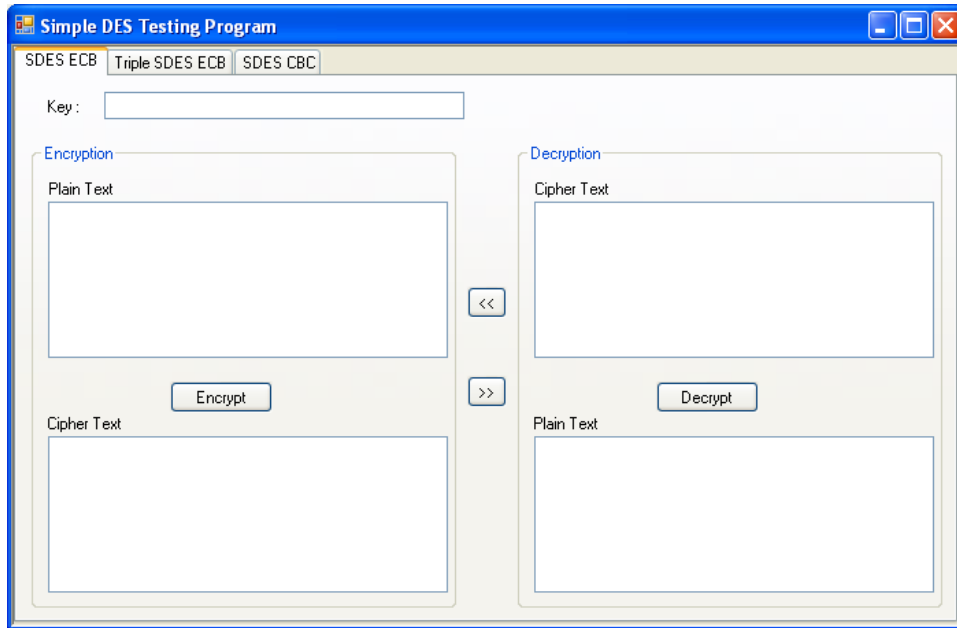 Simple DES Testing Program
SDES ECB Triple SDES ECB SDES CBC
Key :
Encryption
Plain Text
Encrypt
Cipher Text
<<
>>
Decryption
Cipher Text
Decrypt
Plain Text